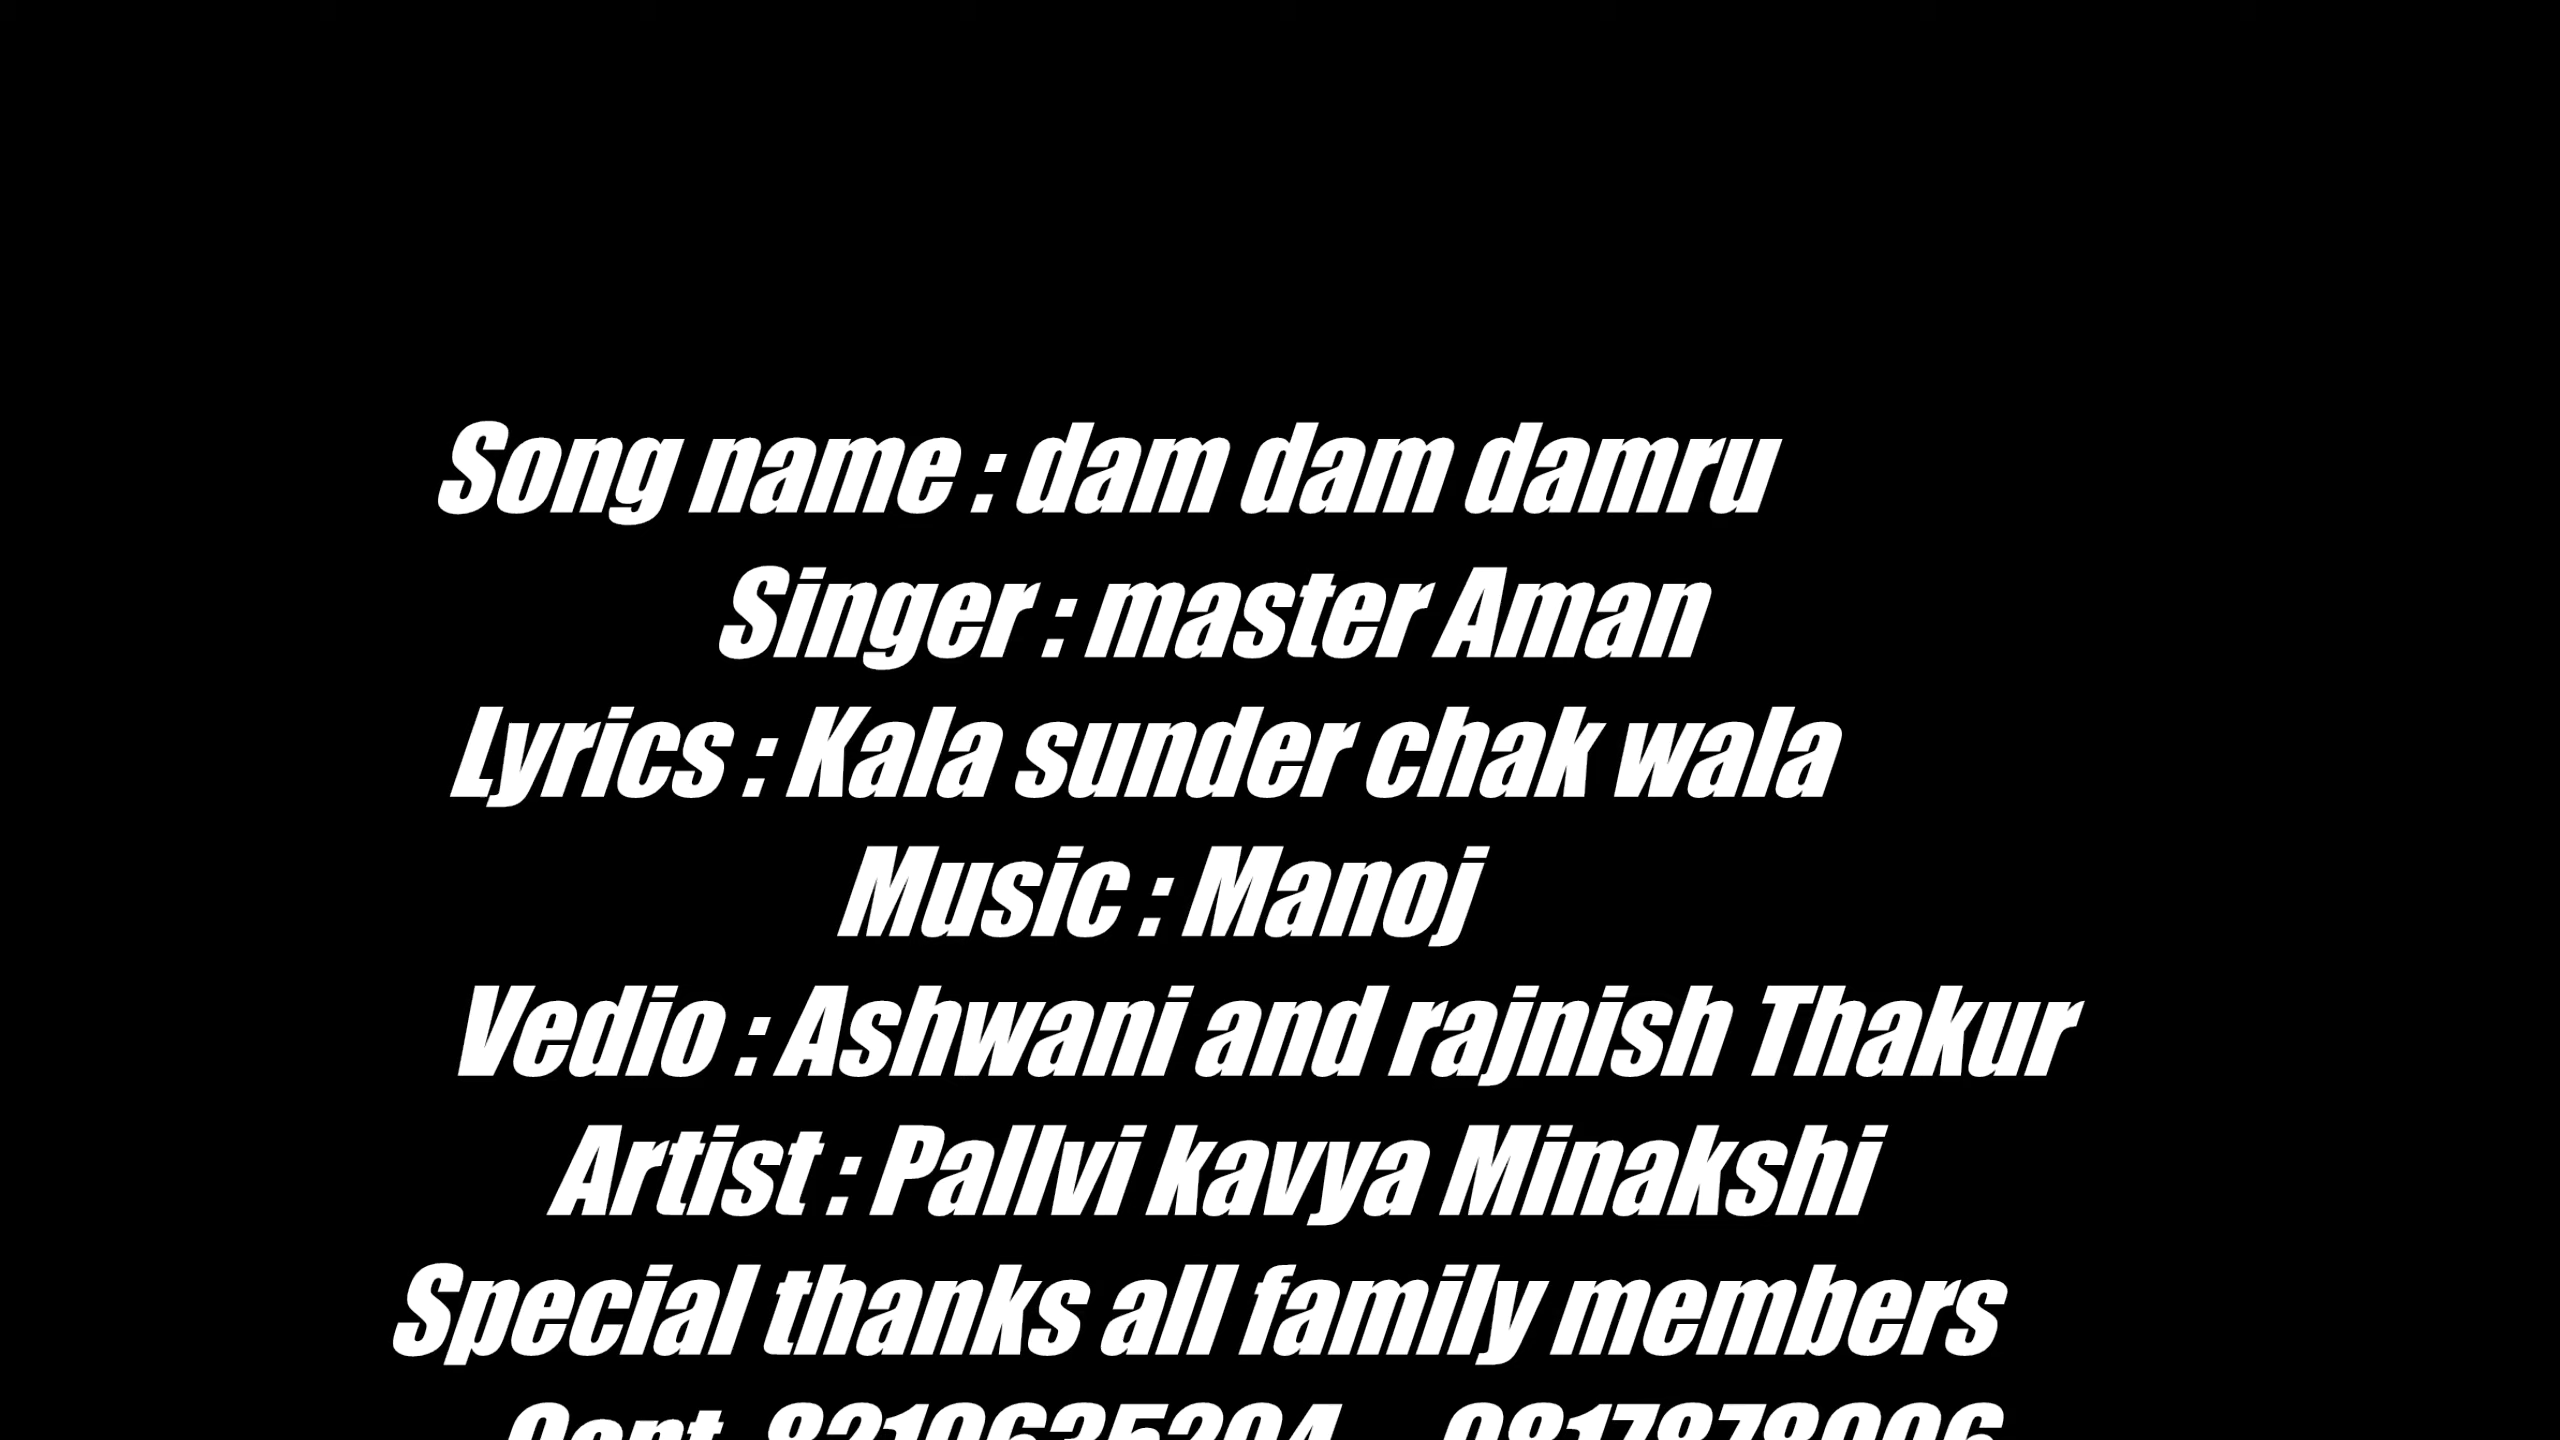 Song name : dam dam damru
Singer : master Aman
Lyrics : Kala sunder chak wala
Music : Manoj
Vedio : Ashwani and rajnish Thakur
Artist : Pallvi kavya Minakshi
Special thanks all family members